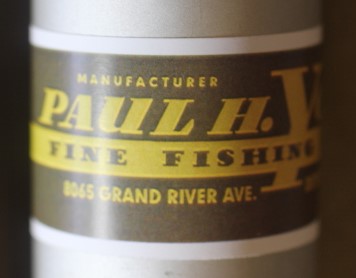 MANUFACTURER
PAUL H. Y
FINE FISHING
8065 GRAND RIVER AVE.